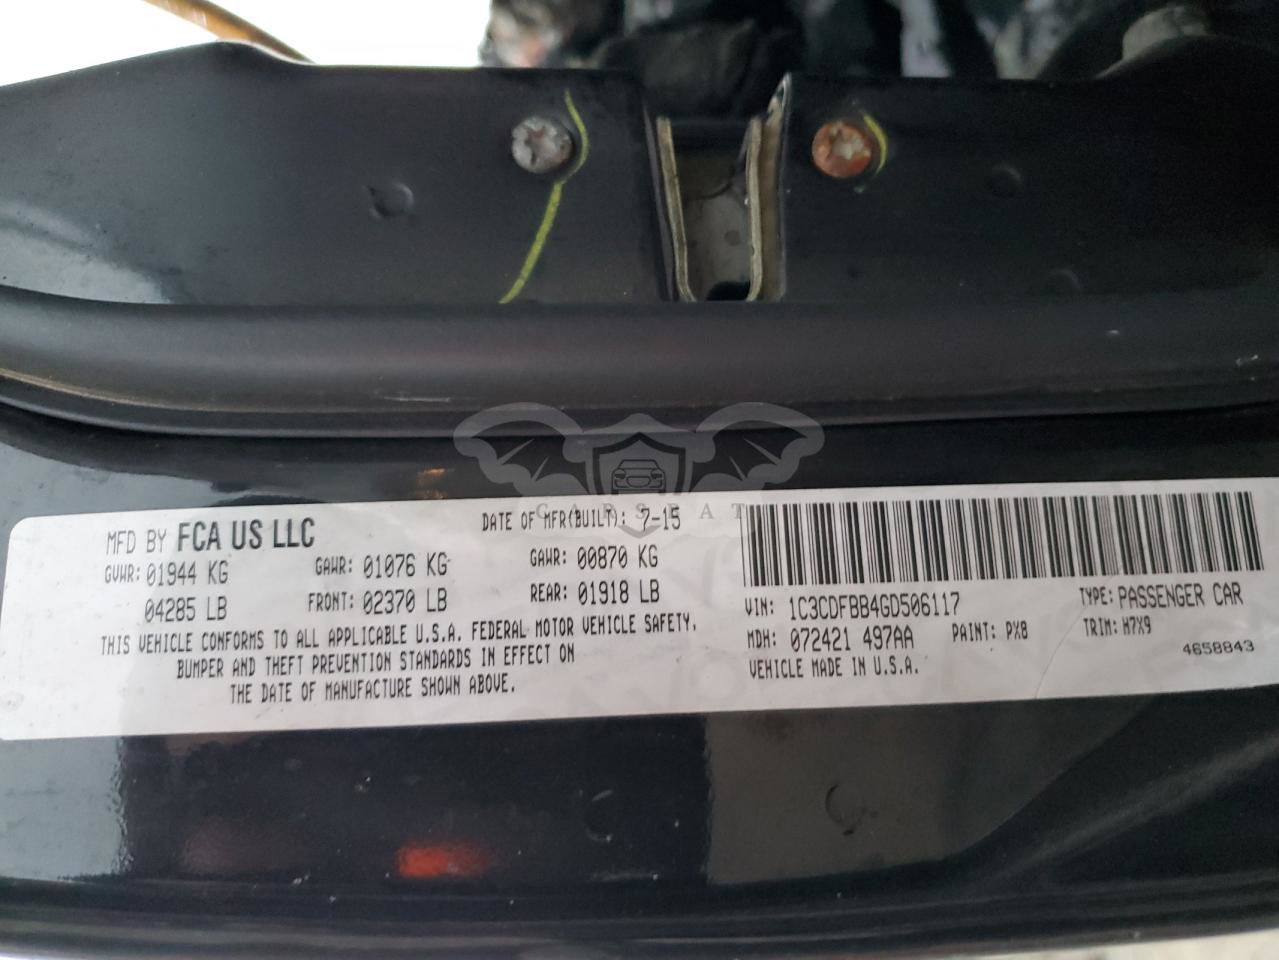 MFD BY FCA US LLC
DATE OF MFR(BUILT): 7-15
GVWR: 01944 KG GAWR: 01076 KG GAWR: 00870 KG
04285 LB FRONT: 02370 LB REAR: 01918 LB
THIS VEHICLE CONFORMS TO ALL APPLICABLE U.S.A. FEDERAL MOTOR VEHICLE SAFETY,
BUMPER AND THEFT PREVENTION STANDARDS IN EFFECT ON
THE DATE OF MANUFACTURE SHOWN ABOVE.
VIN: 1C3CDFBB4GD506117 TYPE: PASSENGER CAR
MDH: 072421 497AA PAINT: PX8 TRIM: H7X9
VEHICLE MADE IN U.S.A. 4658843